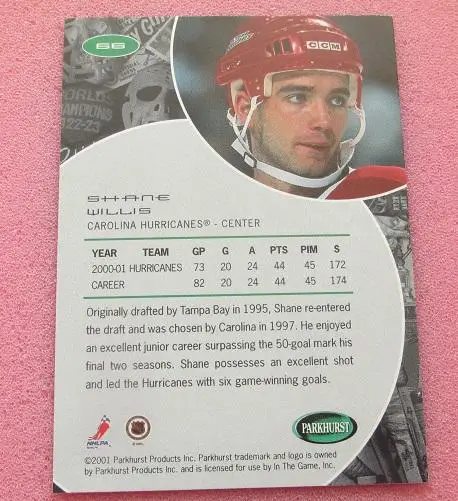 66
CCM
WORLD
CHAMPIONS
22-23
SHANE
WILLIS
CAROLINA HURRICANES® - CENTER
YEAR TEAM GP G A PTS PIM S
2000-01 HURRICANES 73 20 24 44 45 172
CAREER 82 20 24 44 45 174
Originally drafted by Tampa Bay in 1995, Shane re-entered
the draft and was chosen by Carolina in 1997. He enjoyed
an excellent junior career surpassing the 50-goal mark his
final two seasons. Shane possesses an excellent shot
and led the Hurricanes with six game-winning goals.
NHLPA
PARKHURST
©2001 Parkhurst Products Inc. Parkhurst trademark and logo is owned
by Parkhurst Products Inc. and is licensed for use by In The Game, Inc.